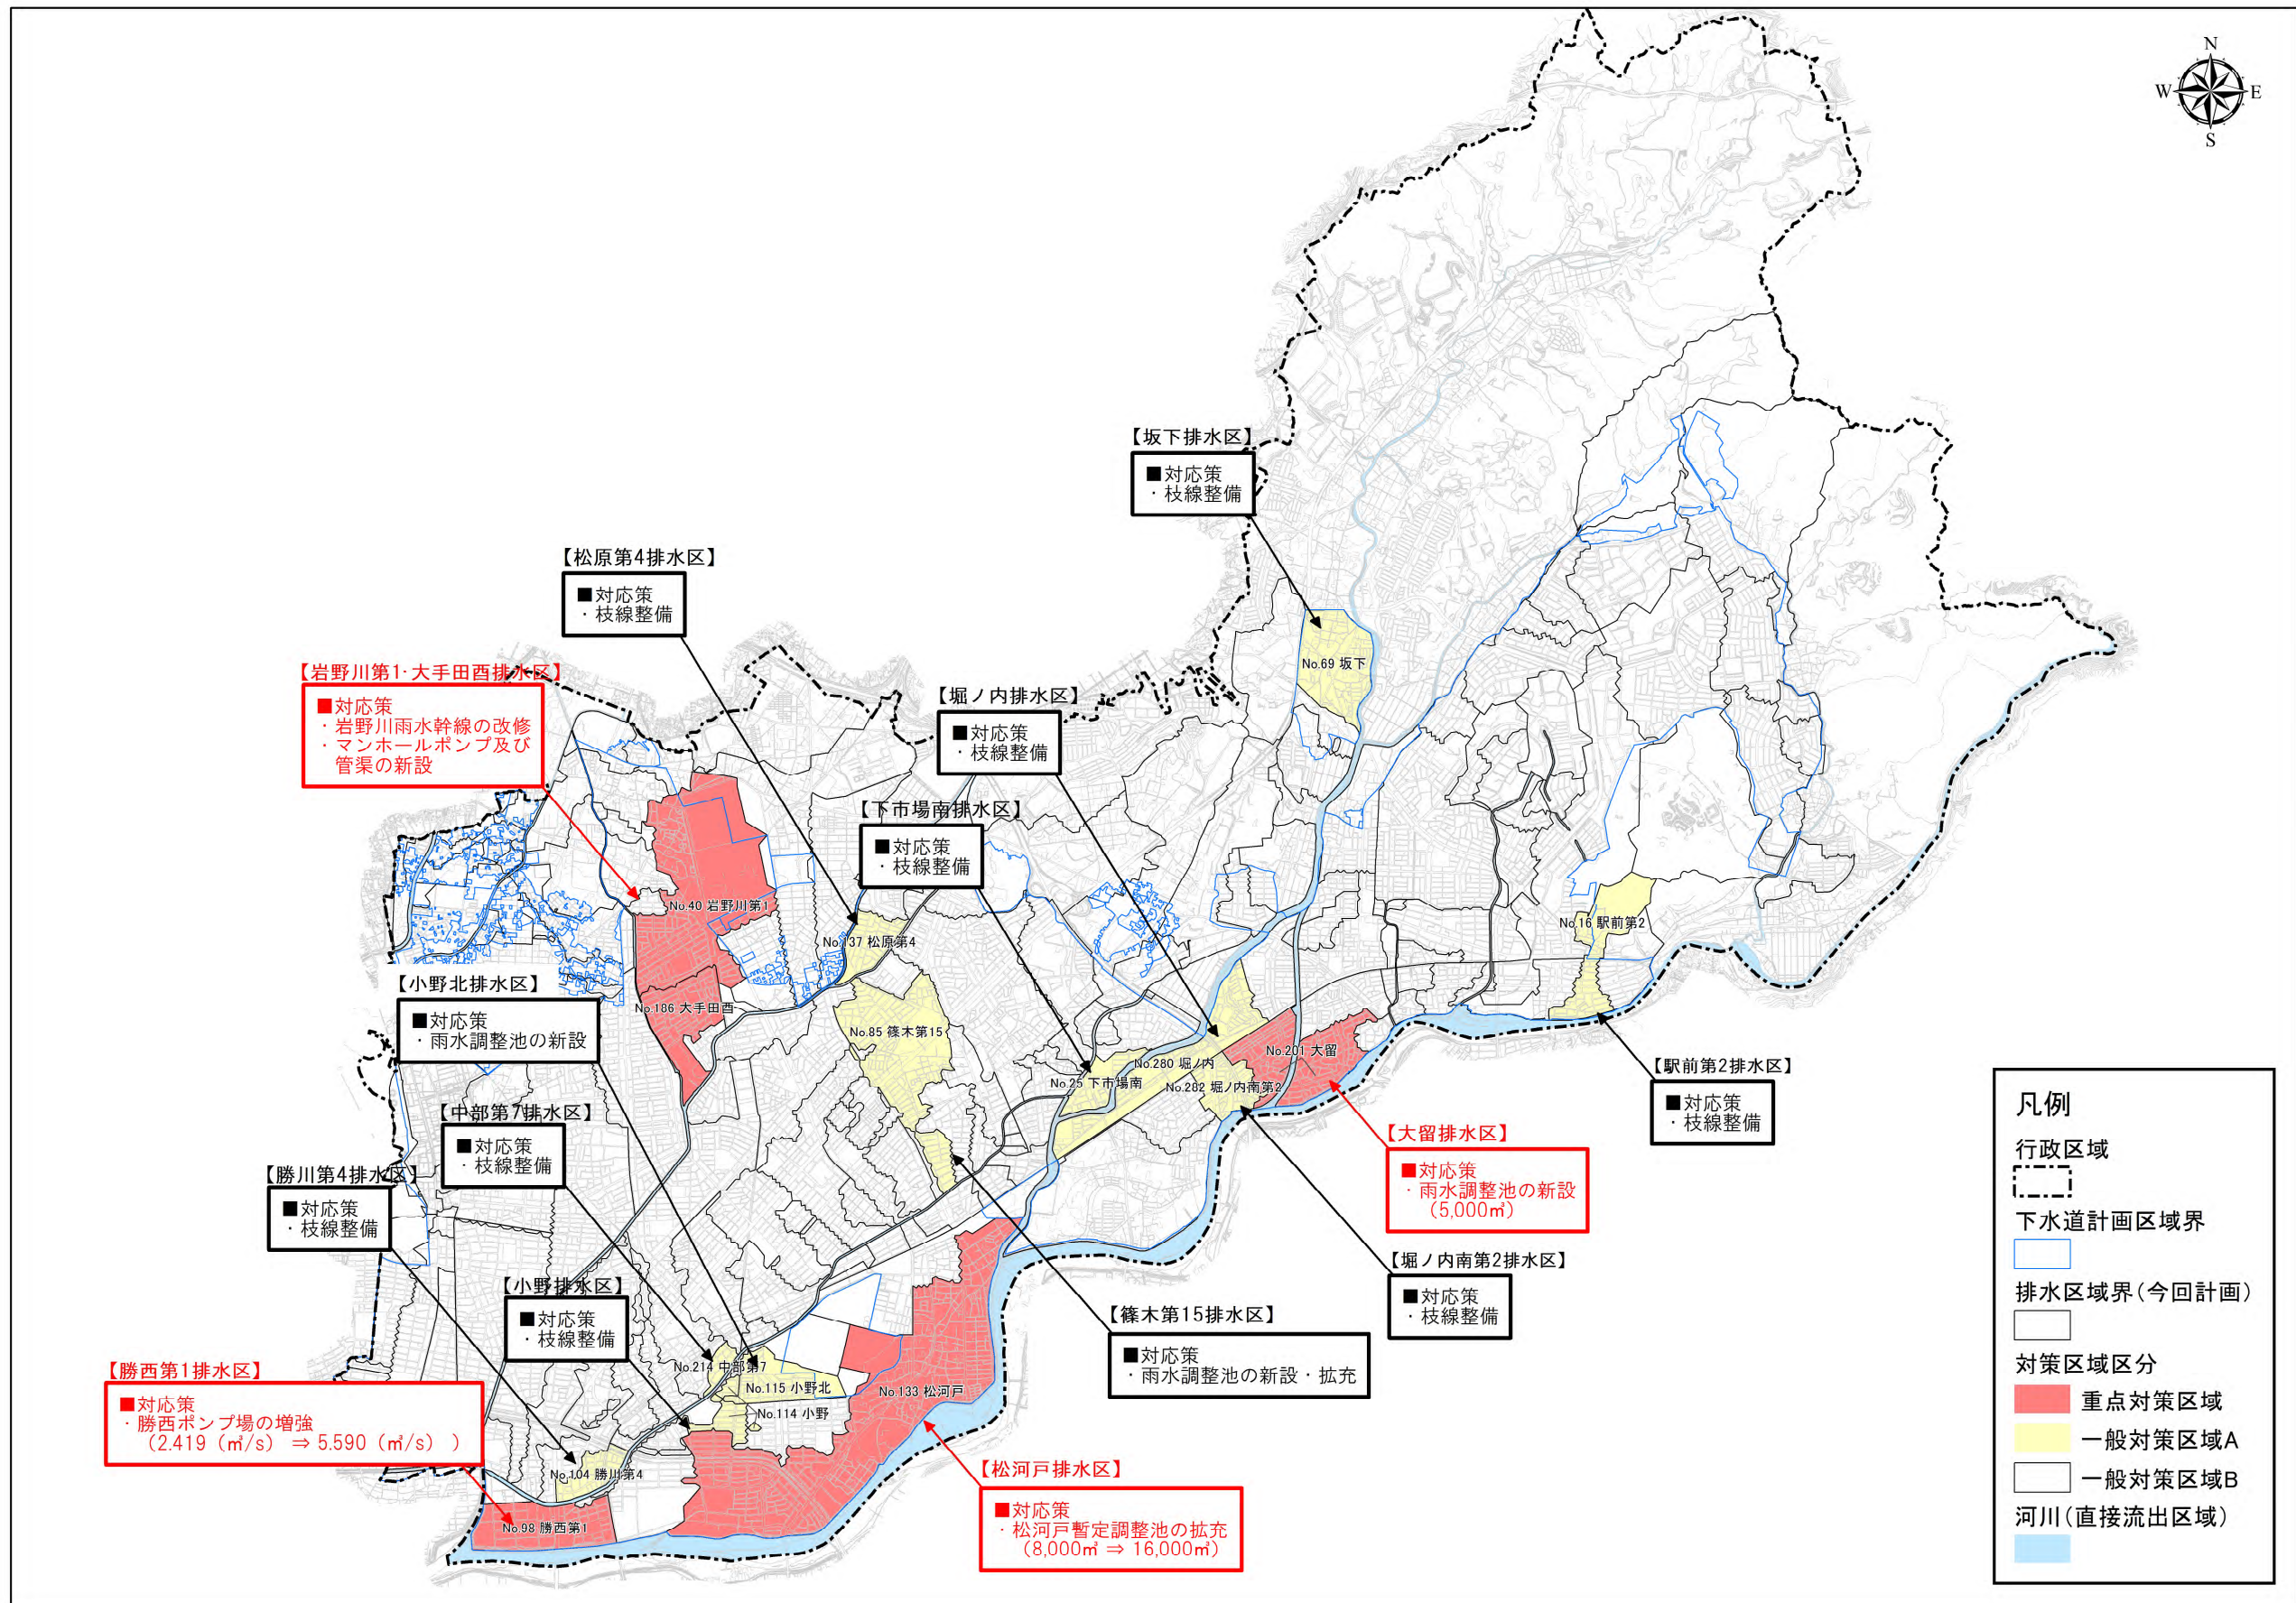 N
W
E
S
【坂下排水区】
■対応策
・枝線整備
【松原第4排水区】
■対応策
・枝線整備
【岩野川第1・大手田酉排水区】
■対応策
・岩野川雨水幹線の改修
・マンホールポンプ及び
管渠の新設
【堀ノ内排水区】
■対応策
・枝線整備
【下市場南排水区】
■対応策
・枝線整備
【小野北排水区】
■対応策
・雨水調整池の新設
【中部第7排水区】
■対応策
・枝線整備
【勝川第4排水区】
■対応策
・枝線整備
【小野排水区】
■対応策
・枝線整備
【勝西第1排水区】
■対応策
・勝西ポンプ場の増強
（2.419（㎥/s） ⇒ 5.590（㎥/s） ）
【松河戸排水区】
■対応策
・松河戸暫定調整池の拡充
（8,000㎥ ⇒ 16,000㎥）
【篠木第15排水区】
■対応策
・雨水調整池の新設・拡充
【堀ノ内南第2排水区】
■対応策
・枝線整備
【大留排水区】
■対応策
・雨水調整池の新設
（5,000㎥）
【駅前第2排水区】
■対応策
・枝線整備
No.69 坂下
No.40 岩野川第1
No.137 松原第4
No.16 駅前第2
No.186 大手田酉
No.85 篠木第15
No.201 大留
No.280 堀ノ内
No.25 下市場南
No.282 堀ノ内南第2
No.214 中部第7
No.115 小野北
No.133 松河戸
No.114 小野
No.104 勝川第4
No.98 勝西第1
凡例
行政区域
下水道計画区域界
排水区域界（今回計画）
対策区域区分
重点対策区域
一般対策区域A
一般対策区域B
河川（直接流出区域）